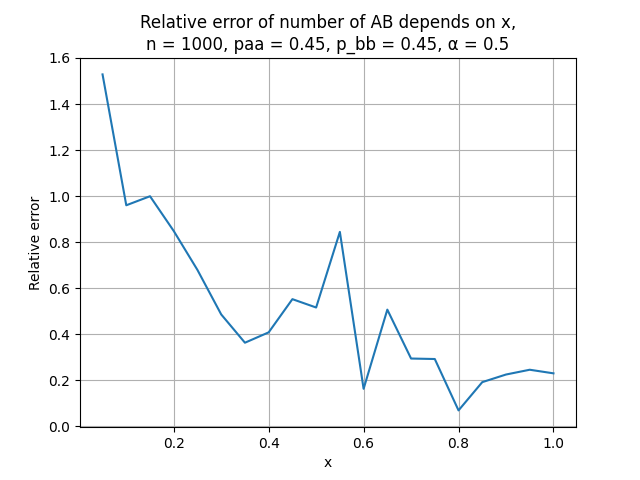 Relative error of number of AB depends on x,
n = 1000, paa = 0.45, p_bb = 0.45, α = 0.5
1.6
1.4
1.2
1.0
0.8
0.6
0.4
0.2
0.0
Relative error
0.2 0.4 0.6 0.8 1.0
x